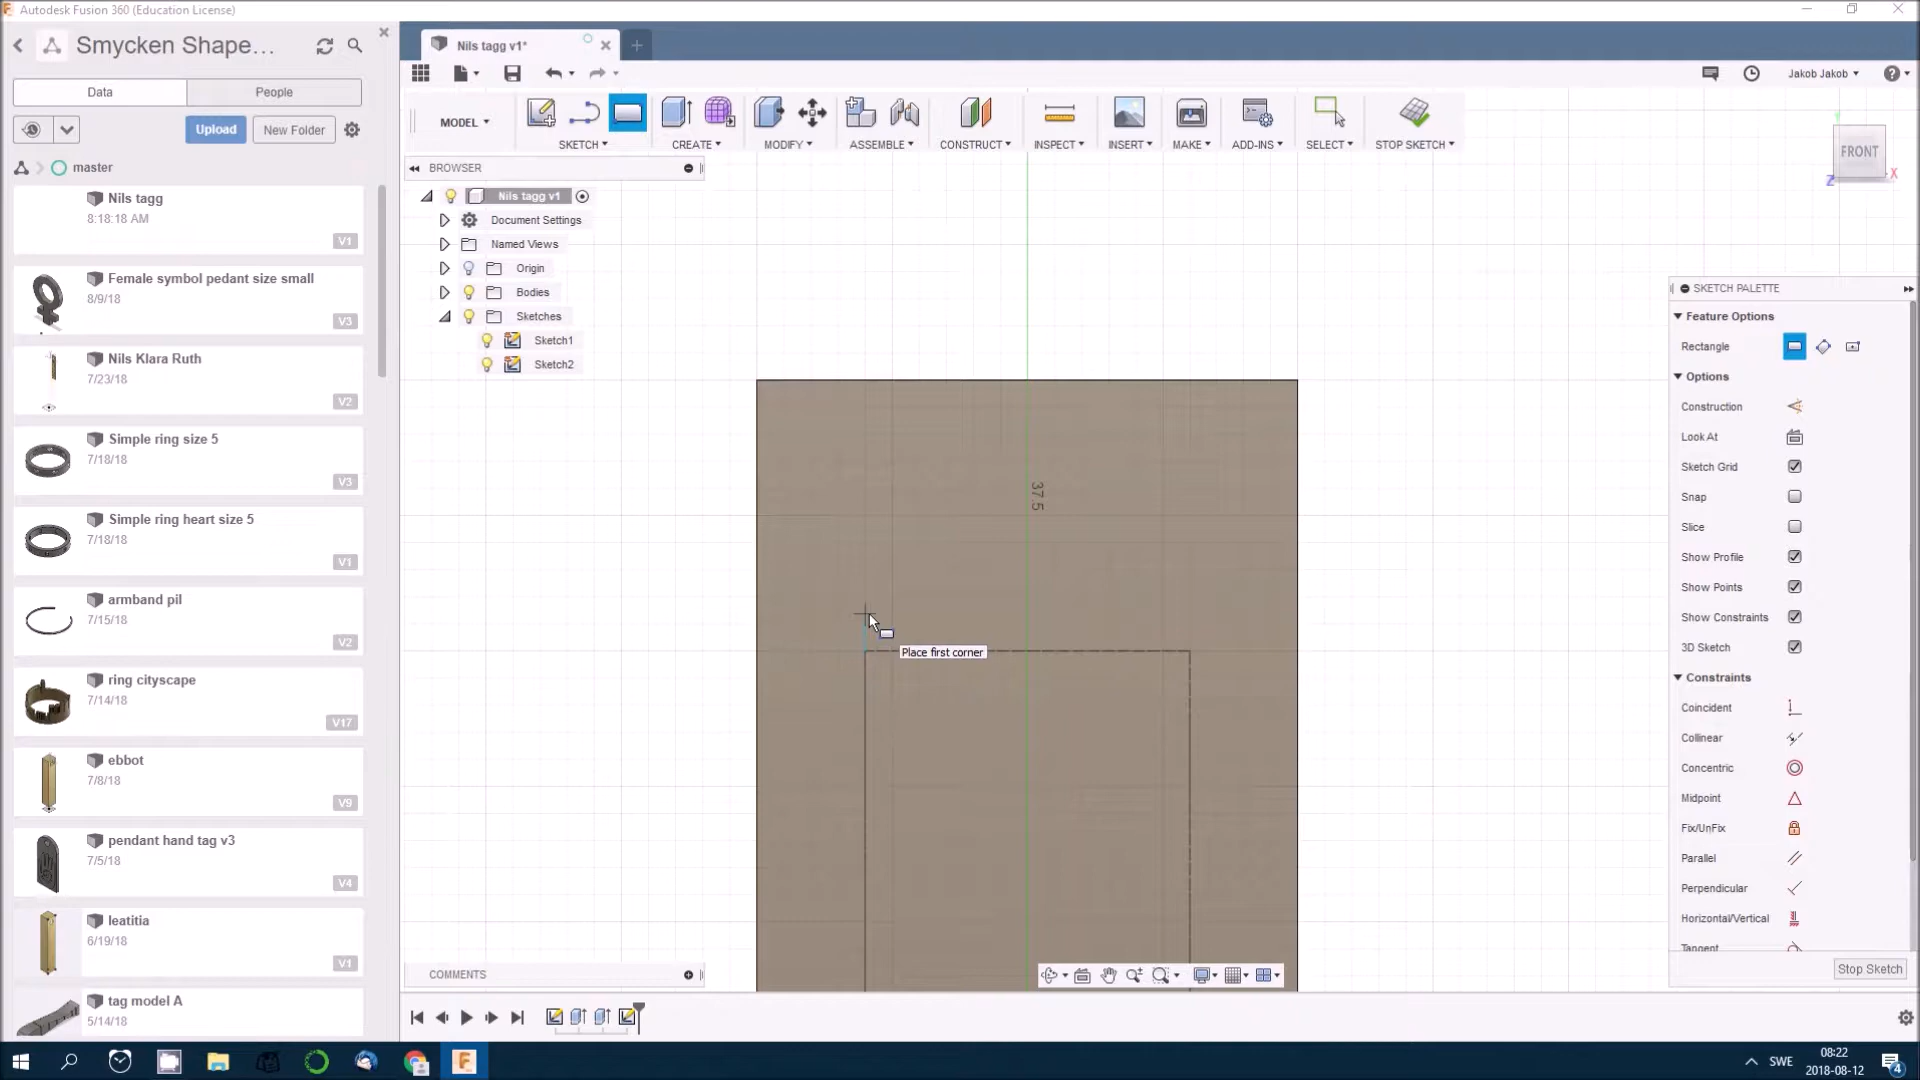 Autodesk Fusion 360 (Education License)
Smycken Shape...
Data
People
Upload
New Folder
master
Nils tagg
8:18:18 AM
V1
Female symbol pedant size small
8/9/18
V3
Nils Klara Ruth
7/23/18
V2
Simple ring size 5
7/18/18
V3
Simple ring heart size 5
7/18/18
V1
armband pil
7/15/18
V2
ring cityscape
7/14/18
V17
ebbot
7/8/18
V9
pendant hand tag v3
7/5/18
V4
leatitia
6/19/18
V1
tag model A
5/14/18
Nils tagg v1*
Jakob Jakob
MODEL
SKETCH
CREATE
MODIFY
ASSEMBLE
CONSTRUCT
INSPECT
INSERT
MAKE
ADD-INS
SELECT
STOP SKETCH
BROWSER
Nils tagg v1
Document Settings
Named Views
Origin
Bodies
Sketches
Sketch1
Sketch2
FRONT
X
Z
37.5
Place first corner
SKETCH PALETTE
Feature Options
Rectangle
Options
Construction
Look At
Sketch Grid
Snap
Slice
Show Profile
Show Points
Show Constraints
3D Sketch
Constraints
Coincident
Collinear
Concentric
Midpoint
Fix/UnFix
Parallel
Perpendicular
Horizontal/Vertical
Tangent
Stop Sketch
COMMENTS
SWE
08:22
2018-08-12
4